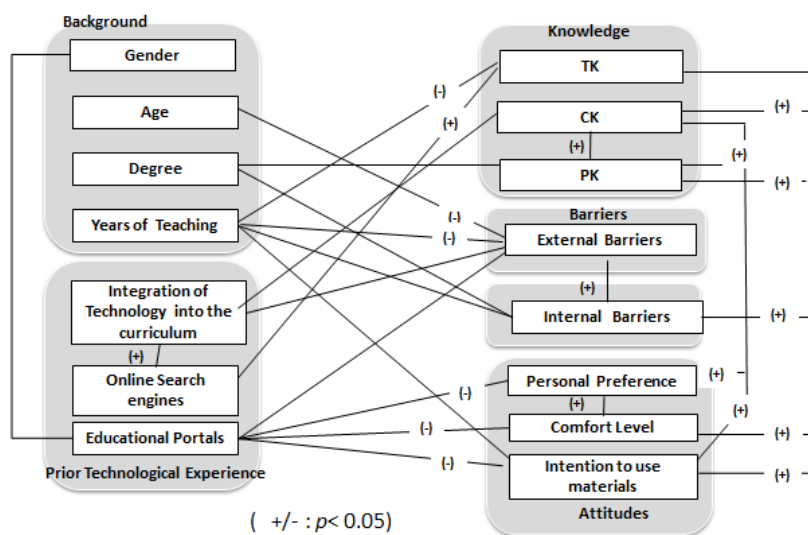 Background
Gender
Age
Degree
Years of Teaching
Integration of
Technology into the
curriculum
(+)
Online Search
engines
Educational Portals
Prior Technological Experience
(-)
(+)
(-)
(-)
(-)
(-)
(-)
Knowledge
TK
CK
(+)
PK
Barriers
External Barriers
(+)
Internal Barriers
Personal Preference
(+)
Comfort Level
Intention to use
materials
Attitudes
(+)
(+)
(+)
(+)
(+)
(+)
(+)
(+)
( +/- : p< 0.05)